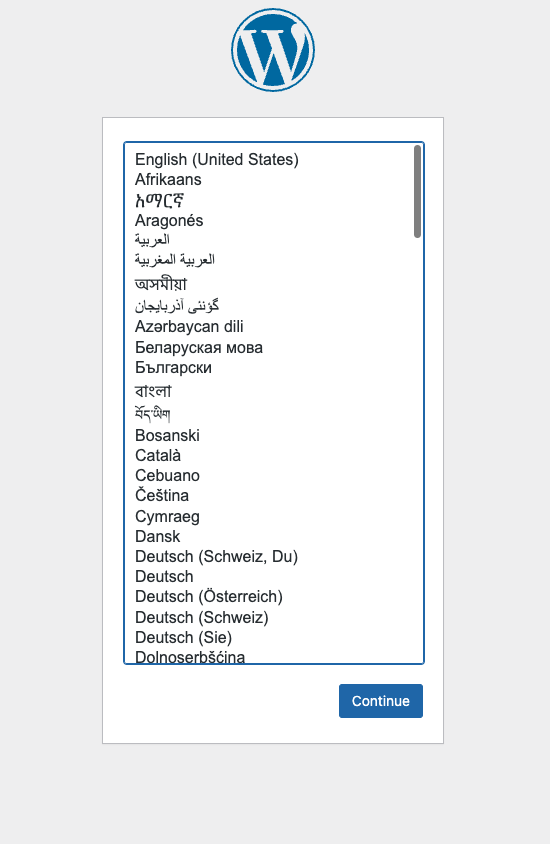 English (United States)
Afrikaans
አማርኛ
Aragonés
العربية
العربية المغربية
অসমীয়া
گؤنئی آذربایجان
Azərbaycan dili
Беларуская мова
Български
বাংলা
བོད་ཡིག
Bosanski
Català
Cebuano
Čeština
Cymraeg
Dansk
Deutsch (Schweiz, Du)
Deutsch
Deutsch (Österreich)
Deutsch (Schweiz)
Deutsch (Sie)
Dolnoserbšćina
Continue